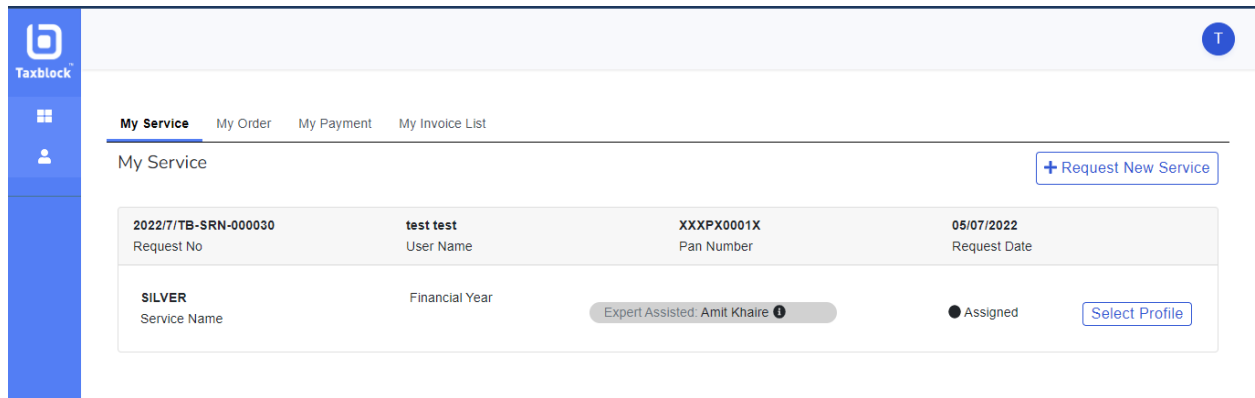 T
Taxblock
My Service My Order My Payment My Invoice List
My Service
Request New Service
2022/7/TB-SRN-000030 test test XXXPX0001X 05/07/2022
Request No User Name Pan Number Request Date
SILVER Financial Year
Expert Assisted: Amit Khaire Assigned Select Profile
Service Name